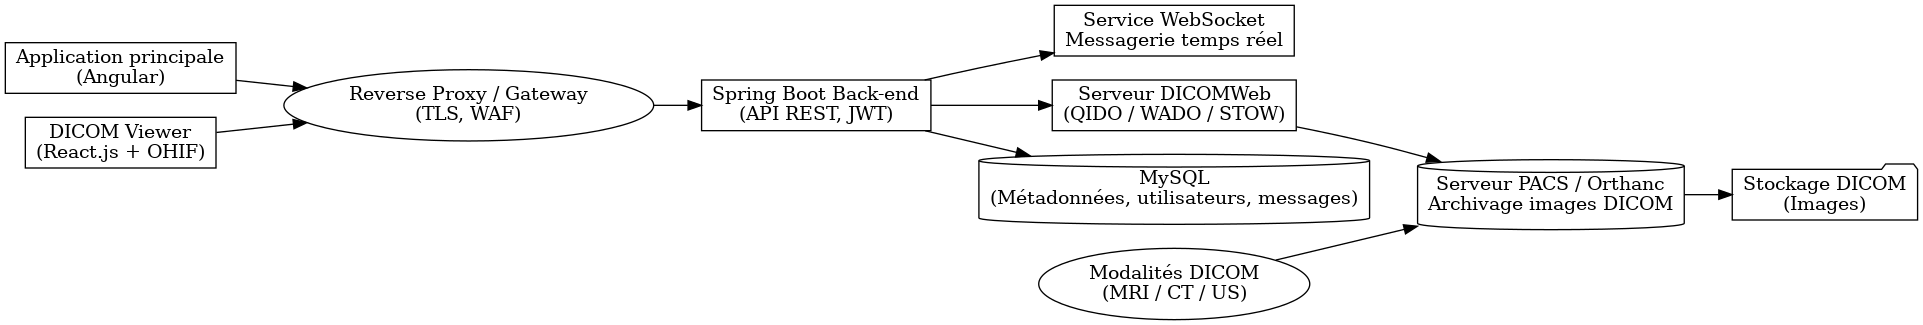 Application principale
(Angular)
DICOM Viewer
(React.js + OHIF)
Reverse Proxy / Gateway
(TLS, WAF)
Spring Boot Back-end
(API REST, JWT)
Service WebSocket
Messagerie temps réel
Serveur DICOMWeb
(QIDO / WADO / STOW)
MySQL
(Métadonnées, utilisateurs, messages)
Modalités DICOM
(MRI / CT / US)
Serveur PACS / Orthanc
Archivage images DICOM
Stockage DICOM
(Images)